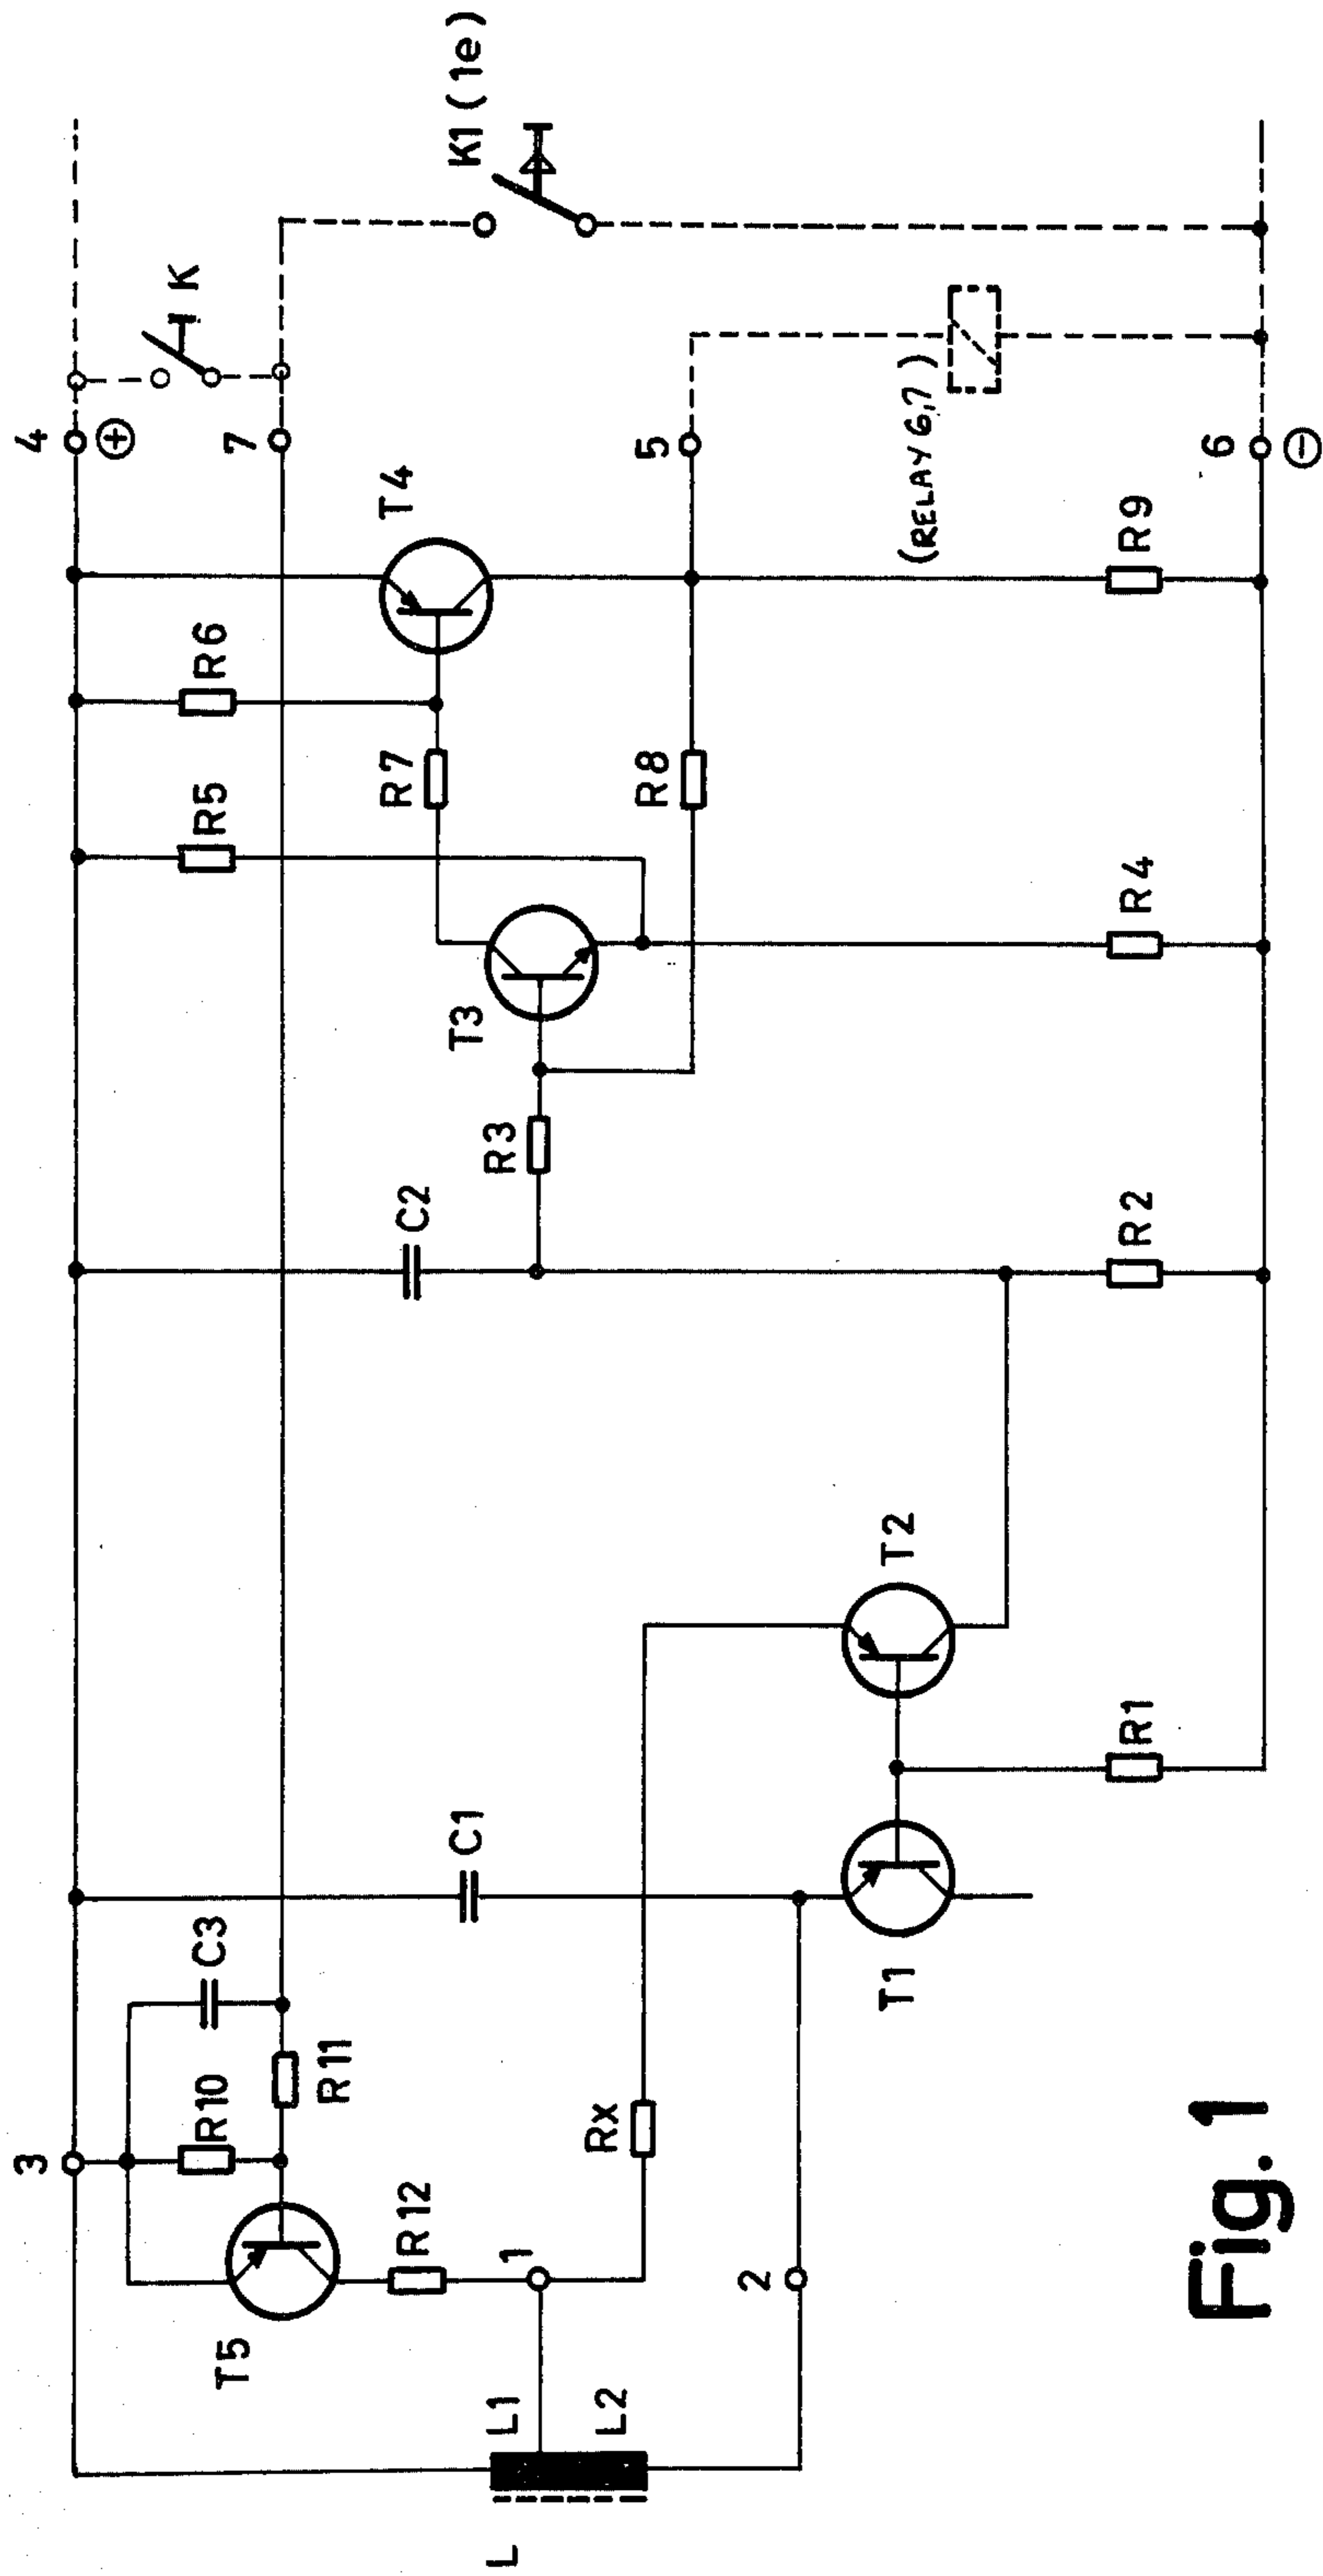 4
K
K1 (1e)
⊕
7
T4
R6
R5
R7
5
R8
(RELAY 6,7)
6
⊖
R9
R4
T3
R3
C2
R2
T2
R1
C1
T1
3
C3
R10
R11
Rx
R12
T5
1
2
L1
L2
L
Fig. 1